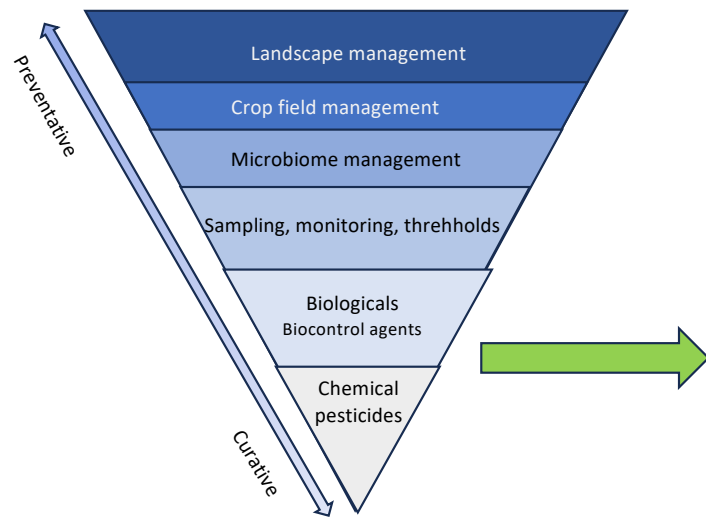 Landscape management
Preventative
Crop field management
Microbiome management
Sampling, monitoring, threhholds
Biologicals
Biocontrol agents
Chemical
pesticides
Curative